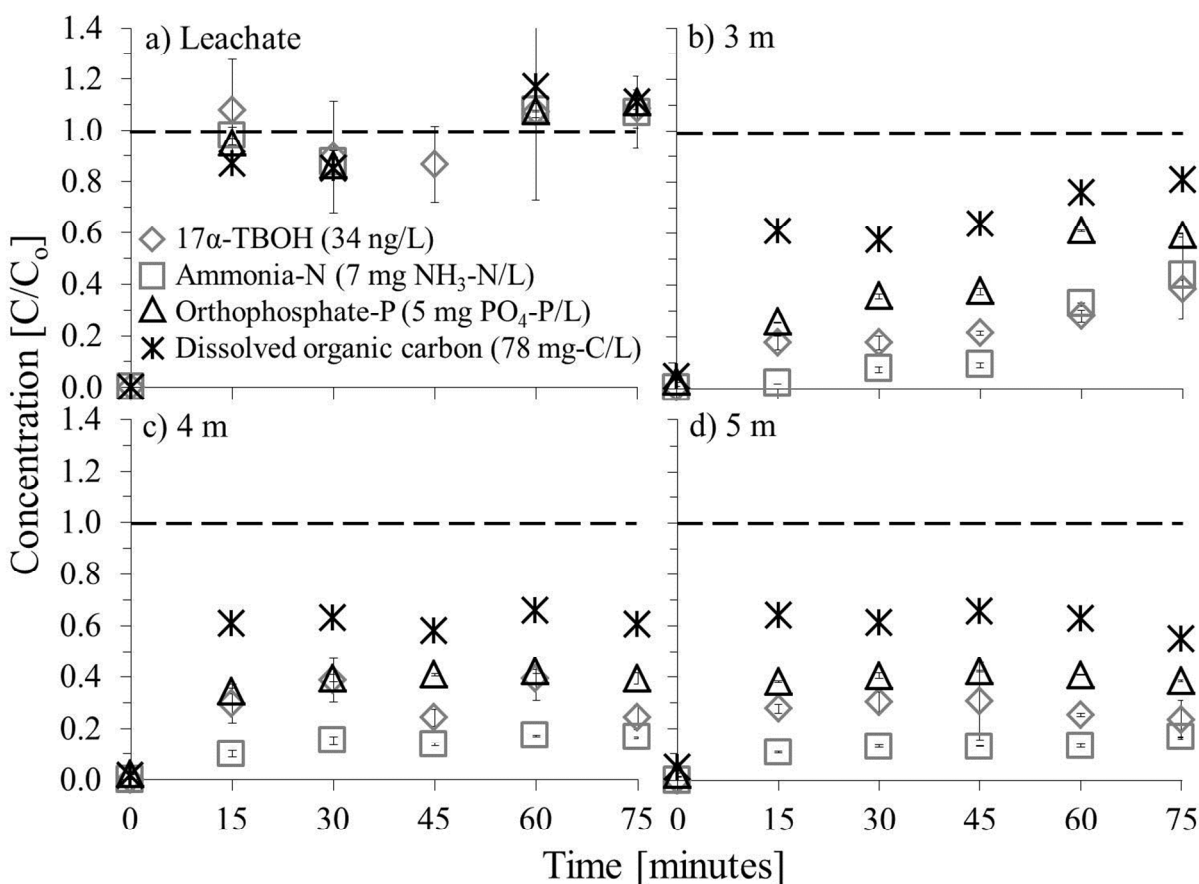 a) Leachate
b) 3 m
1.4
1.2
1.0
0.8
0.6
0.4
0.2
0.0
17α-TBOH (34 ng/L)
Ammonia-N (7 mg NH₃-N/L)
Orthophosphate-P (5 mg PO₄-P/L)
Dissolved organic carbon (78 mg-C/L)
Concentration [C/Cₒ]
c) 4 m
d) 5 m
1.4
1.2
1.0
0.8
0.6
0.4
0.2
0.0
0 15 30 45 60 75 0 15 30 45 60 75
Time [minutes]